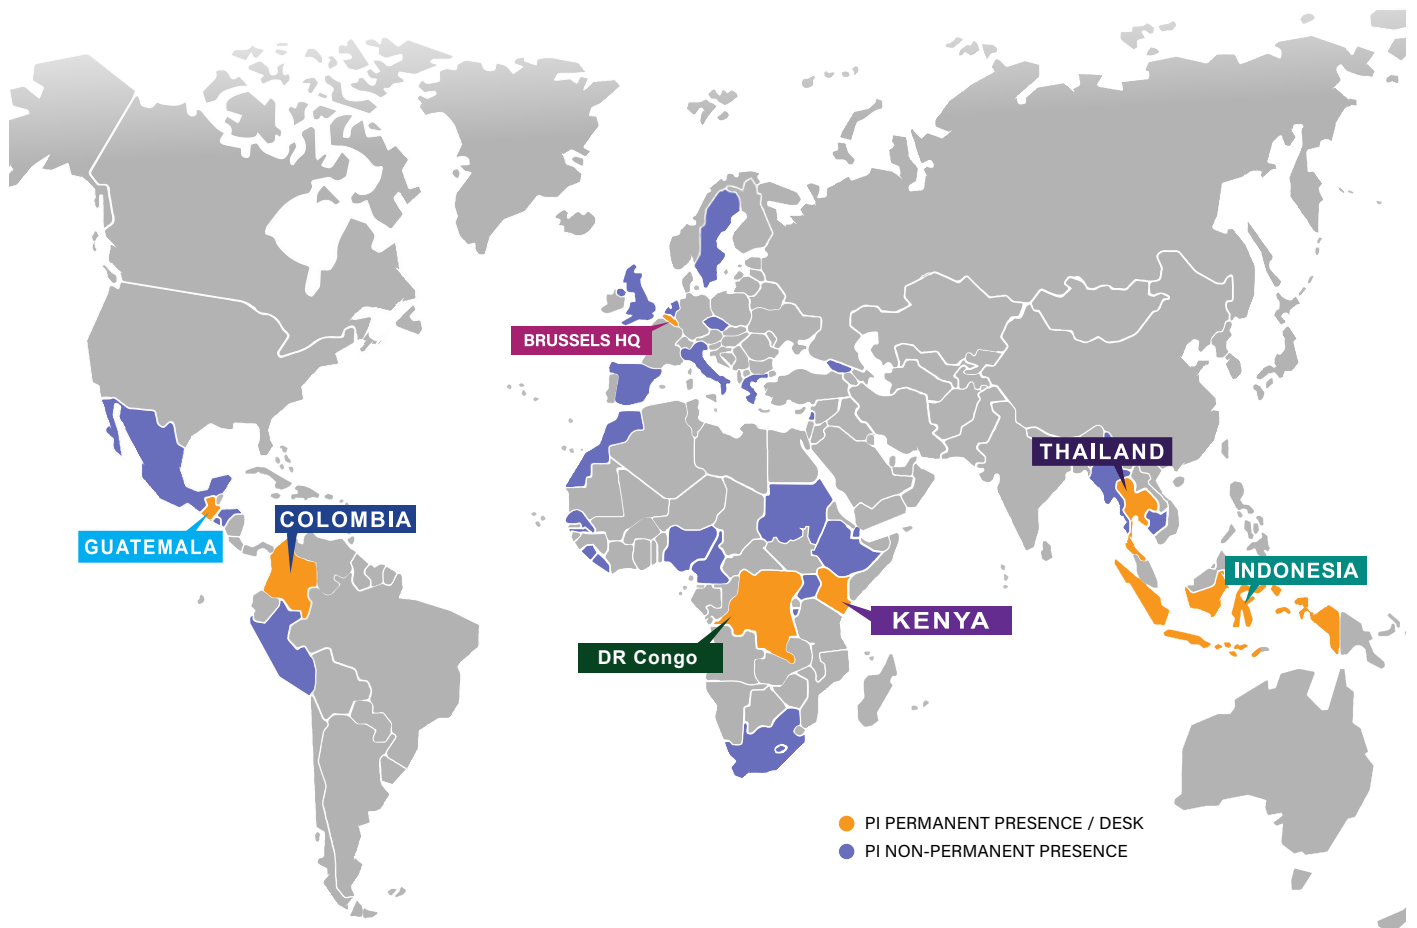 BRUSSELS HQ
THAILAND
COLOMBIA
GUATEMALA
INDONESIA
KENYA
DR Congo
PI PERMANENT PRESENCE / DESK
PI NON-PERMANENT PRESENCE